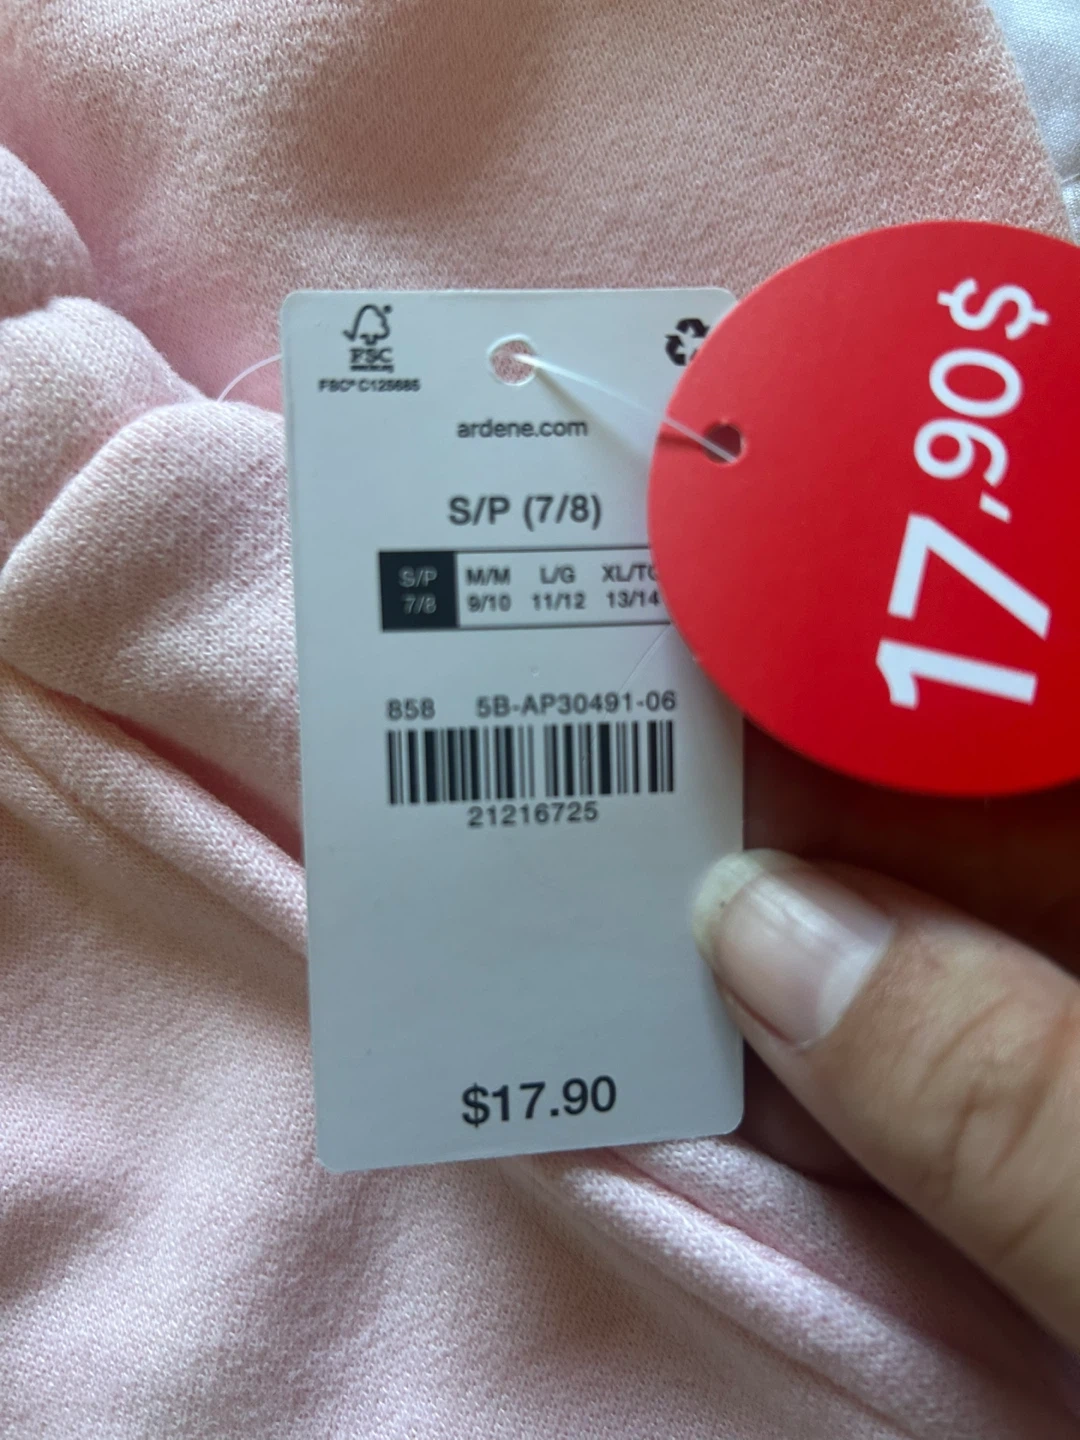 FSC
FSC® C125685
ardene.com
S/P (7/8)
S/P M/M L/G
7/8 9/10 11/12 13/14
858 5B-AP30491-06
21216725
$17.90
17,90$